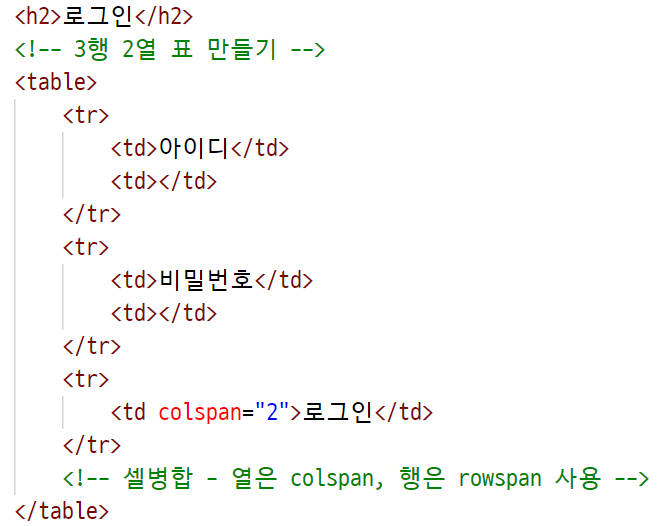 <h2>로그인</h2>
<!-- 3행 2열 표 만들기 -->
<table>
<tr>
<td>아이디</td>
<td></td>
</tr>
<tr>
<td>비밀번호</td>
<td></td>
</tr>
<tr>
<td colspan="2">로그인</td>
</tr>
<!-- 셀병합 - 열은 colspan, 행은 rowspan 사용 -->
</table>